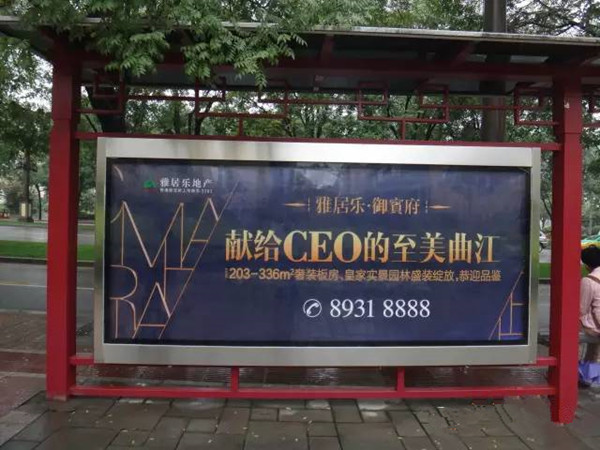 雅居乐地产
雅居乐·御宾府
献给CEO的至美曲江
203-336m²奢装板房、皇家实景园林盛装绽放,恭迎品鉴
8931 8888